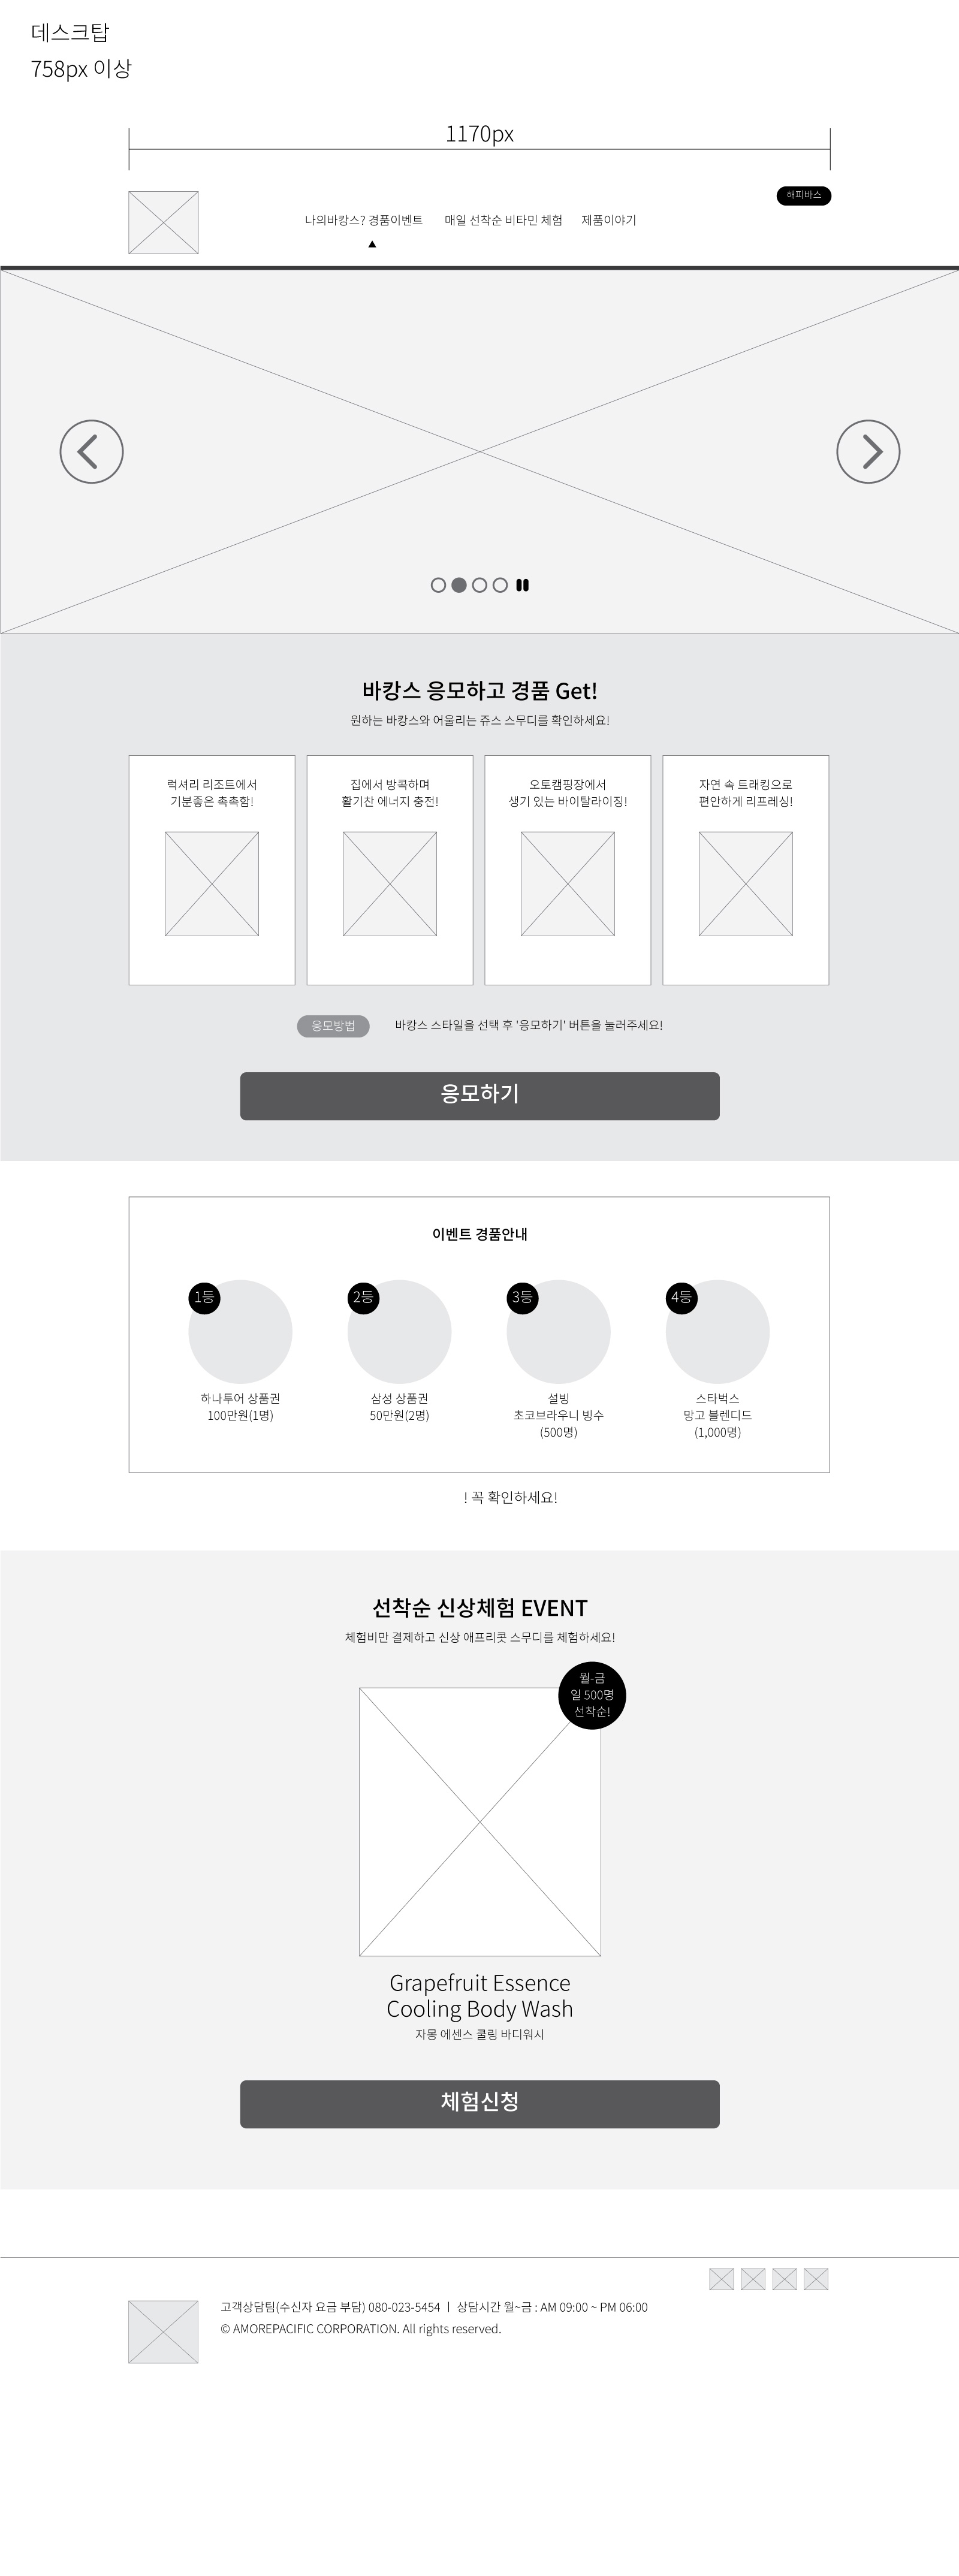 데스크탑
758px 이상
1170px
해피바스
나의바캉스? 경품이벤트 매일 선착순 비타민 체험 제품이야기
바캉스 응모하고 경품 Get!
원하는 바캉스와 어울리는 쥬스 스무디를 확인하세요!
럭셔리 리조트에서
기분좋은 촉촉함!
집에서 방콕하며
활기찬 에너지 충전!
오토캠핑장에서
생기 있는 바이탈라이징!
자연 속 트래킹으로
편안하게 리프레싱!
응모방법 바캉스 스타일을 선택 후 '응모하기' 버튼을 눌러주세요!
응모하기
이벤트 경품안내
1등
하나투어 상품권
100만원(1명)
2등
삼성 상품권
50만원(2명)
3등
설빙
초코브라우니 빙수
(500명)
4등
스타벅스
망고 블렌디드
(1,000명)
! 꼭 확인하세요!
선착순 신상체험 EVENT
체험비만 결제하고 신상 애프리콧 스무디를 체험하세요!
월-금
일 500명
선착순!
Grapefruit Essence
Cooling Body Wash
자몽 에센스 쿨링 바디워시
체험신청
고객상담팀(수신자 요금 부담) 080-023-5454 ㅣ 상담시간 월~금 : AM 09:00 ~ PM 06:00
© AMOREPACIFIC CORPORATION. All rights reserved.